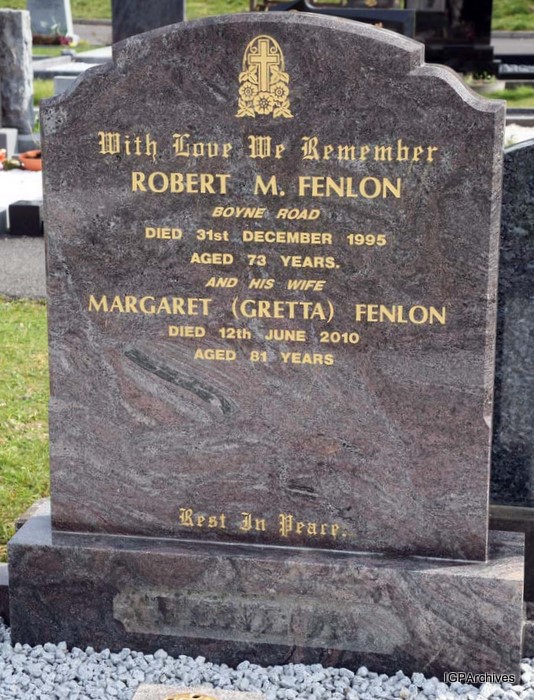 With Love We Remember
ROBERT M. FENLON
BOYNE ROAD
DIED 31st DECEMBER 1995
AGED 73 YEARS.
AND HIS WIFE
MARGARET (GRETTA) FENLON
DIED 12th JUNE 2010
AGED 81 YEARS
Rest In Peace.
IGPArchives